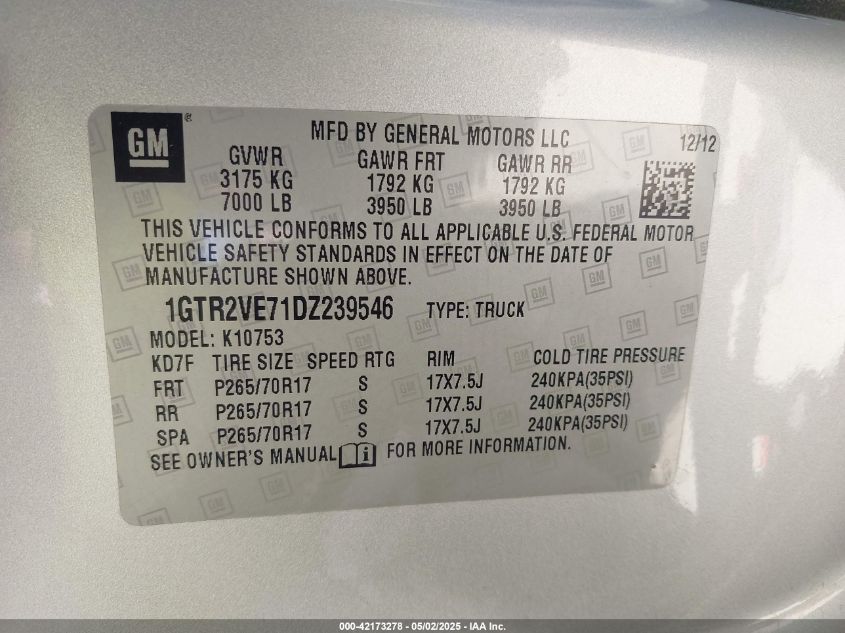 GM ® MFD BY GENERAL MOTORS LLC 12/12
GVWR GAWR FRT GAWR RR
3175 KG 1792 KG 1792 KG
7000 LB 3950 LB 3950 LB
THIS VEHICLE CONFORMS TO ALL APPLICABLE U.S. FEDERAL MOTOR
VEHICLE SAFETY STANDARDS IN EFFECT ON THE DATE OF
MANUFACTURE SHOWN ABOVE.
1GTR2VE71DZ239546 TYPE: TRUCK
MODEL: K10753
KD7F TIRE SIZE SPEED RTG RIM COLD TIRE PRESSURE
FRT P265/70R17 S 17X7.5J 240KPA(35PSI)
RR P265/70R17 S 17X7.5J 240KPA(35PSI)
SPA P265/70R17 S 17X7.5J 240KPA(35PSI)
SEE OWNER'S MANUAL i FOR MORE INFORMATION.
000-42173278 - 05/02/2025 - IAA Inc.